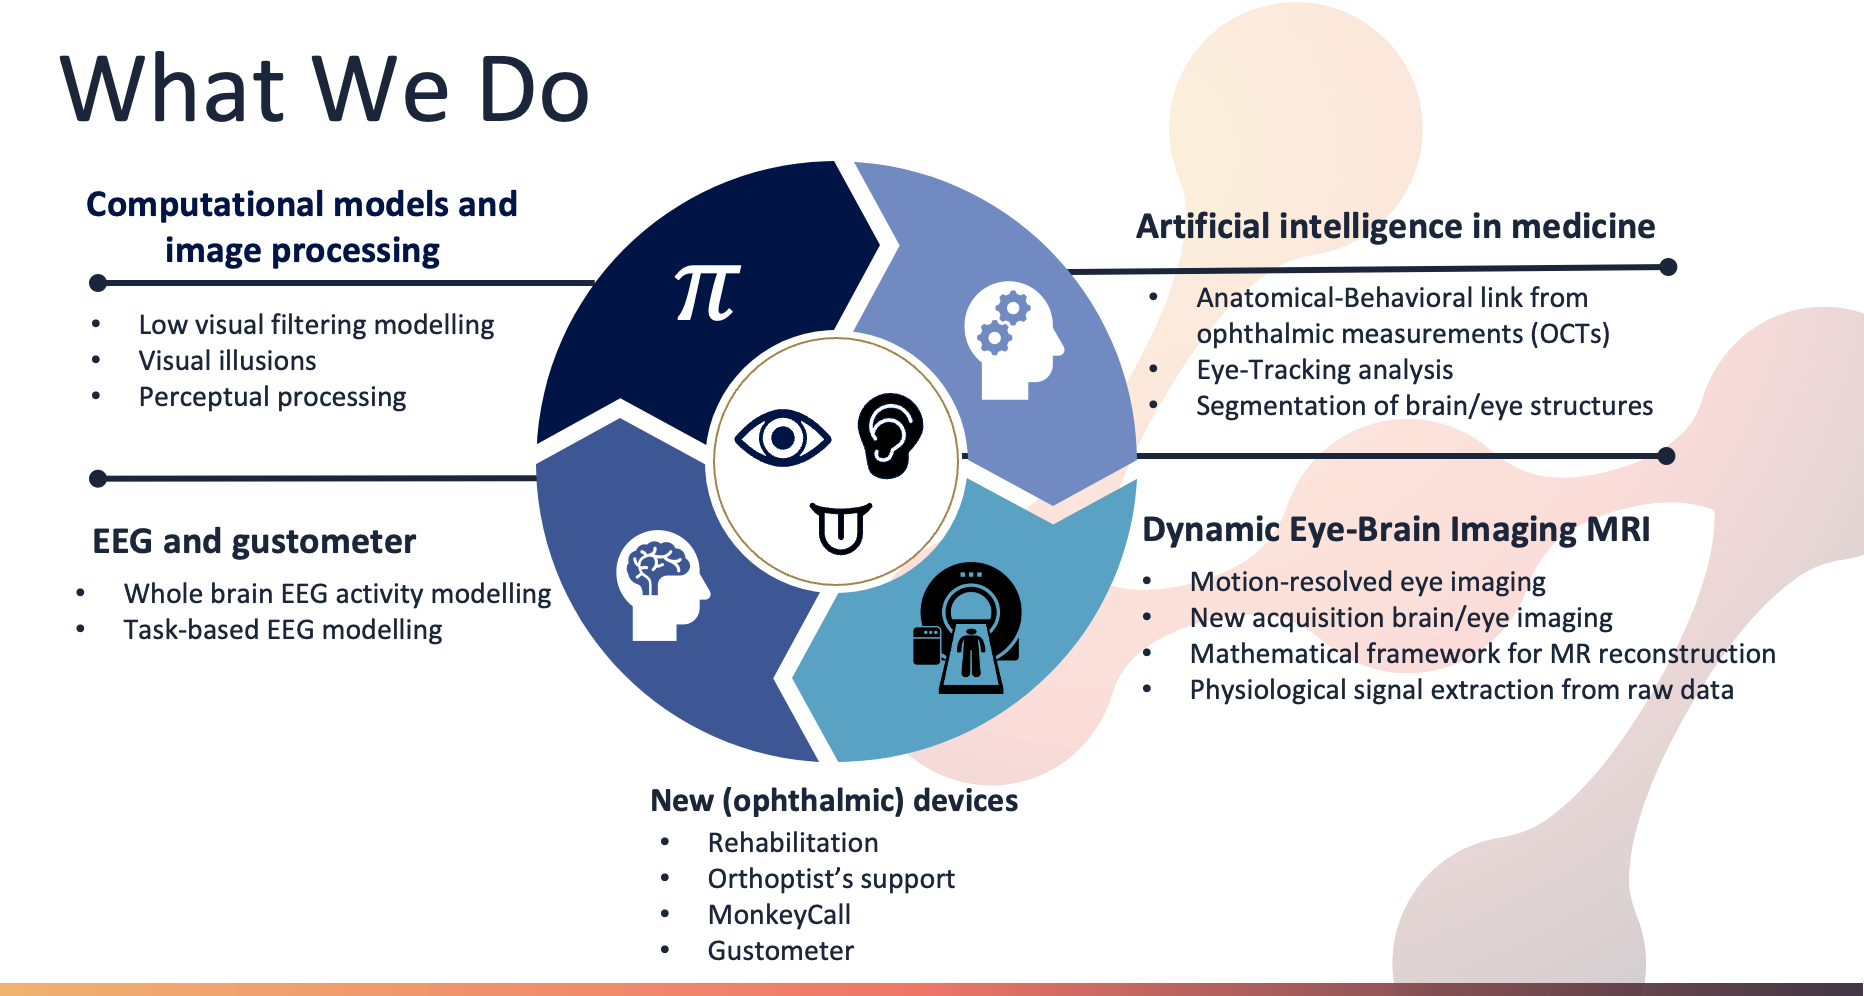 What We Do
Computational models and
image processing
• Low visual filtering modelling
• Visual illusions
• Perceptual processing
π
Artificial intelligence in medicine
• Anatomical-Behavioral link from
ophthalmic measurements (OCTs)
• Eye-Tracking analysis
• Segmentation of brain/eye structures
EEG and gustometer
• Whole brain EEG activity modelling
• Task-based EEG modelling
Dynamic Eye-Brain Imaging MRI
• Motion-resolved eye imaging
• New acquisition brain/eye imaging
• Mathematical framework for MR reconstruction
• Physiological signal extraction from raw data
New (ophthalmic) devices
• Rehabilitation
• Orthoptist’s support
• MonkeyCall
• Gustometer